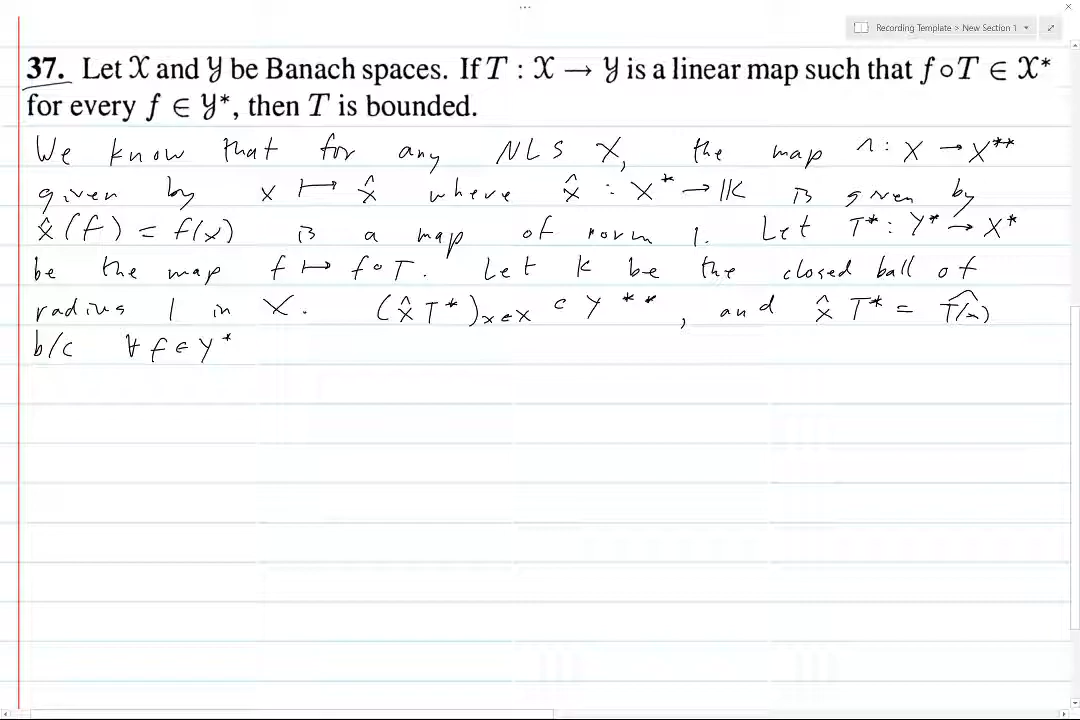 ...
Recording Template > New Section 1
37. Let 𝒳 and 𝒴 be Banach spaces. If T : 𝒳 → 𝒴 is a linear map such that f ∘ T ∈ 𝒳*
for every f ∈ 𝒴*, then T is bounded.
We know that for any NLS X, the map ^ : X → X**
given by x ↦ x̂ where x̂ : X* → 𝕂 is given by
x̂(f) = f(x) is a map of norm 1. Let T* : Y* → X*
be the map f ↦ f∘T. Let K be the closed ball of
radius 1 in X. (x̂ T*)_{x∈X} ⊂ Y**, and x̂ T* = \widehat{T(x)}
b/c ∀ f ∈ Y*